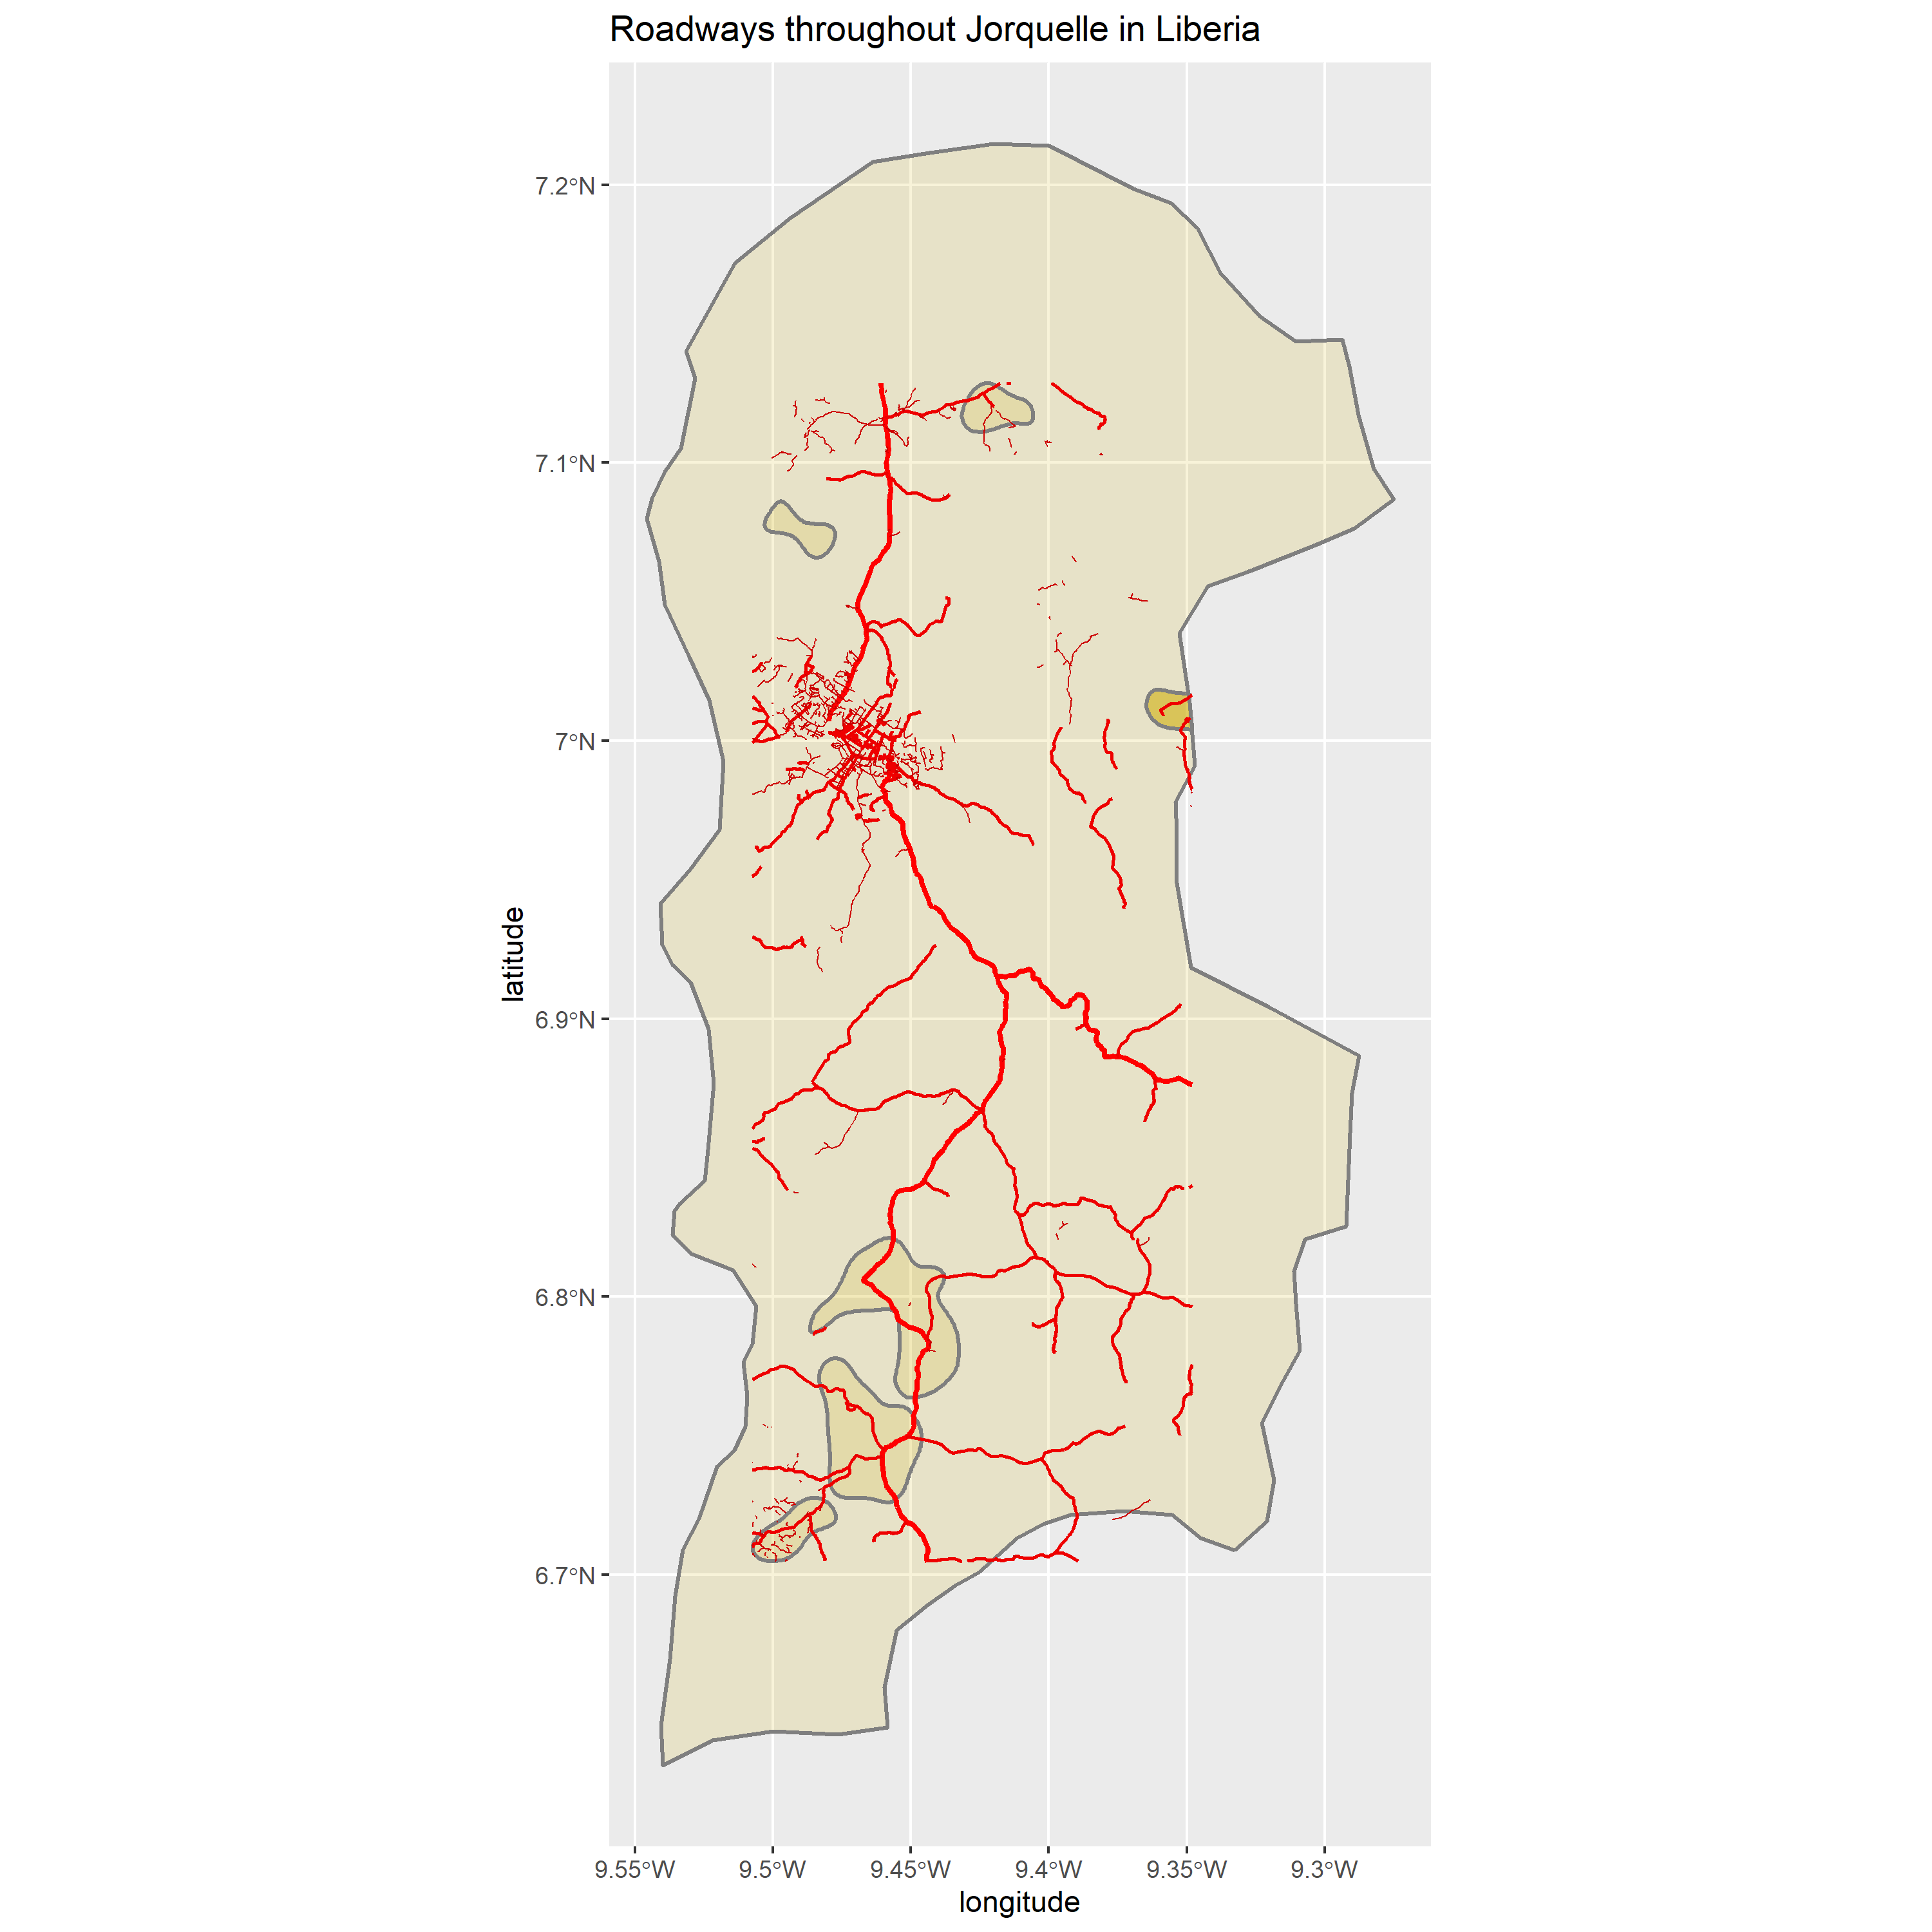 Roadways throughout Jorquelle in Liberia
7.2°N
7.1°N
7°N
6.9°N
6.8°N
6.7°N
latitude
9.55°W
9.5°W
9.45°W
9.4°W
9.35°W
9.3°W
longitude